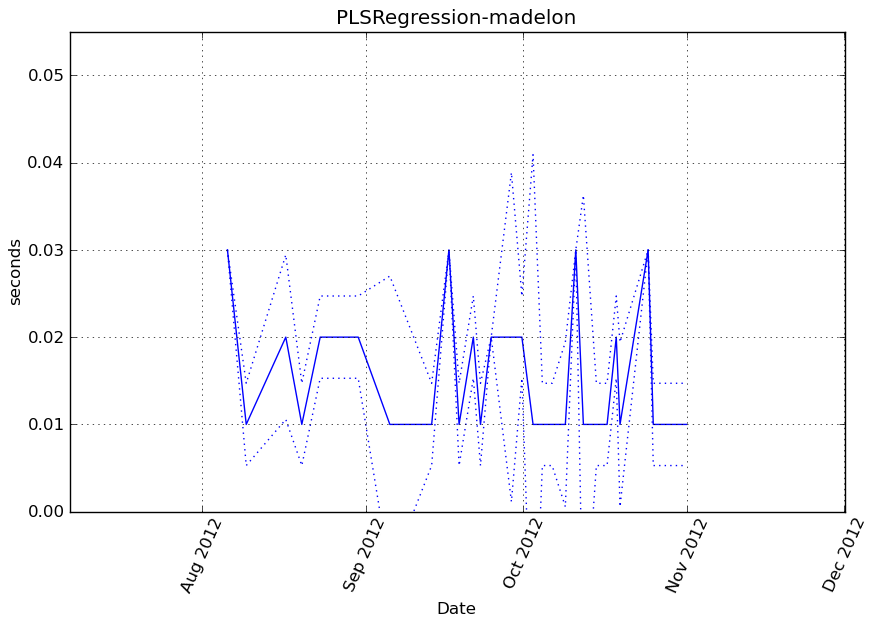 PLSRegression-madelon
0.05
0.04
0.03
0.02
0.01
0.00
seconds
Aug 2012
Sep 2012
Oct 2012
Nov 2012
Dec 2012
Date